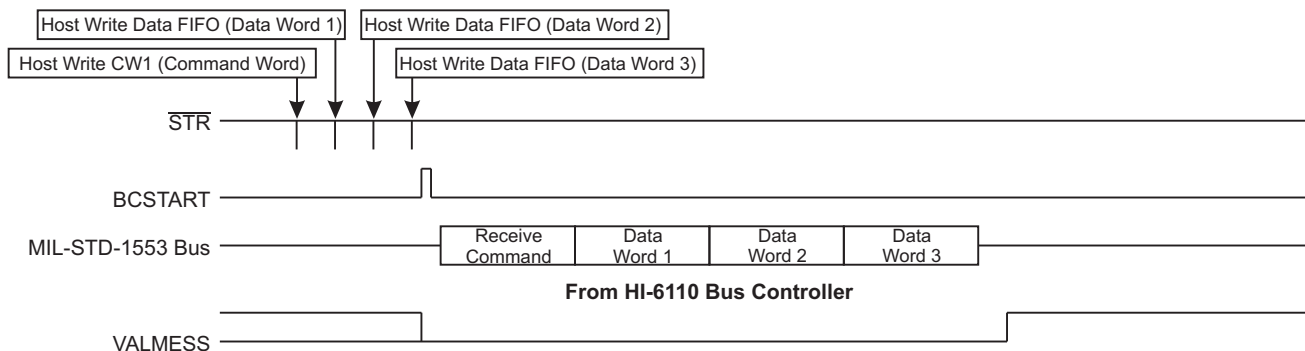 Host Write Data FIFO (Data Word 1)
Host Write Data FIFO (Data Word 2)
Host Write CW1 (Command Word)
Host Write Data FIFO (Data Word 3)
STR
BCSTART
MIL-STD-1553 Bus
Receive
Command
Data
Word 1
Data
Word 2
Data
Word 3
From HI-6110 Bus Controller
VALMESS